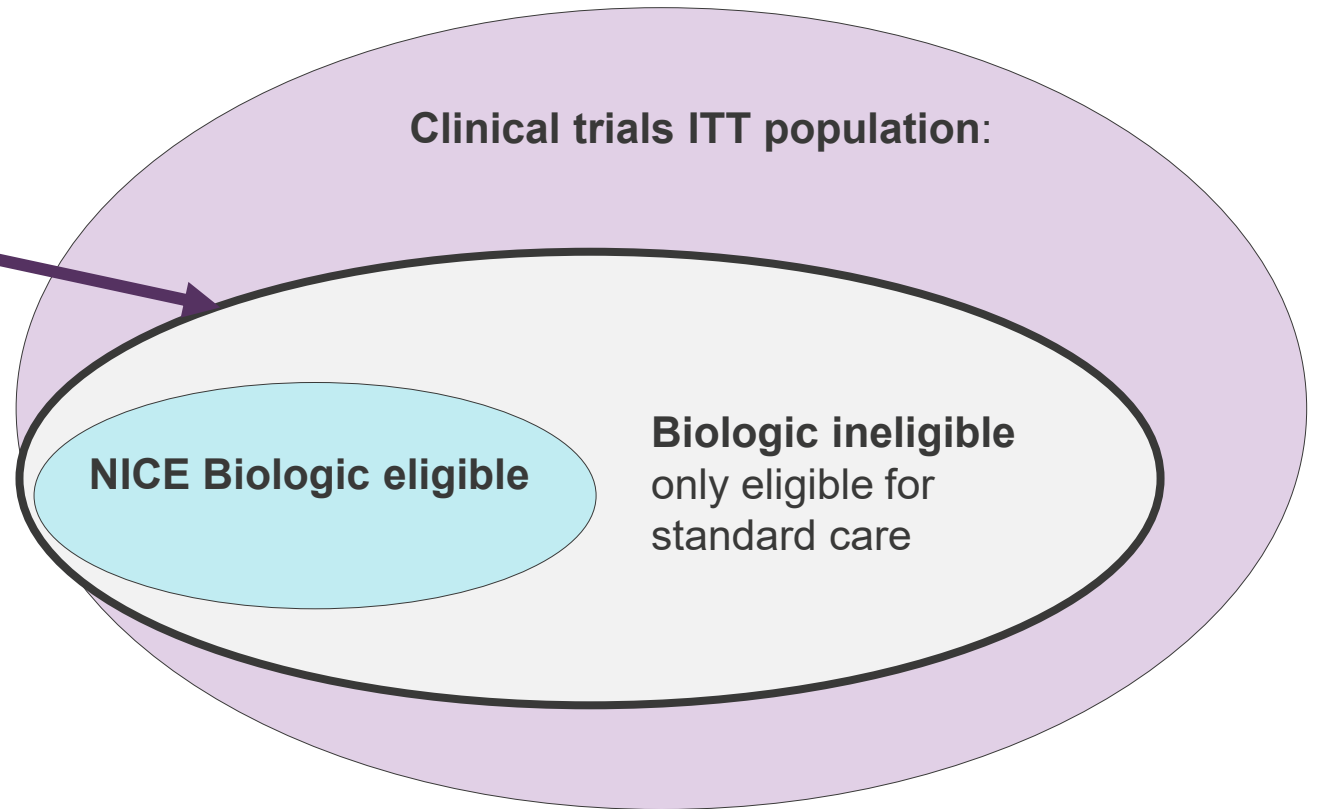 Clinical trials ITT population:
NICE Biologic eligible
Biologic ineligible
only eligible for
standard care